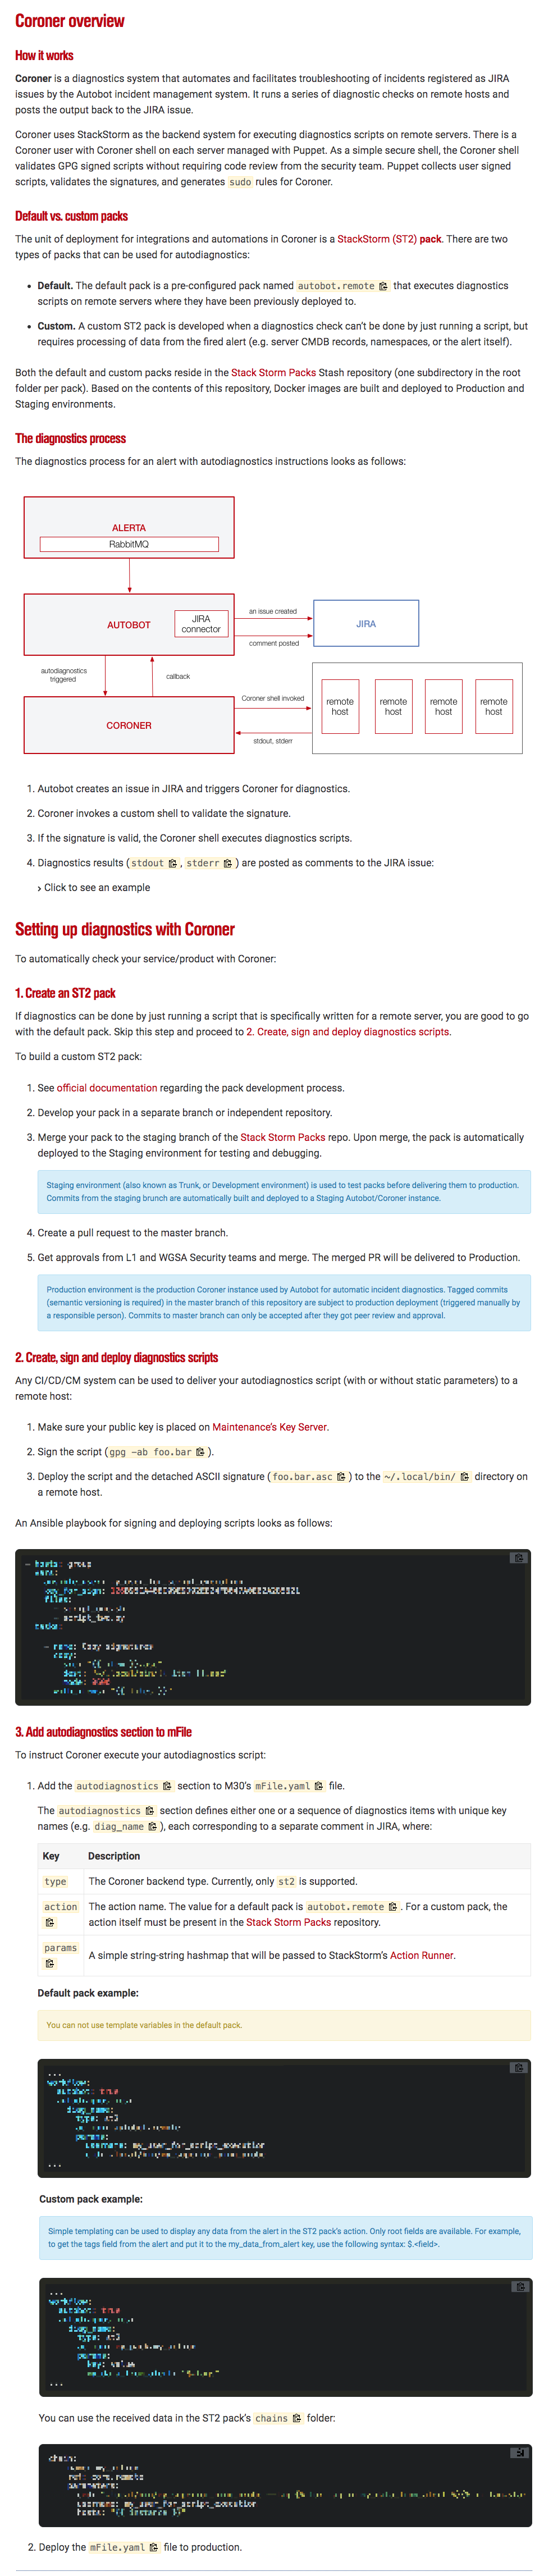 Coroner overview
How it works
Coroner is a diagnostics system that automates and facilitates troubleshooting of incidents registered as JIRA
issues by the Autobot incident management system. It runs a series of diagnostic checks on remote hosts and
posts the output back to the JIRA issue.
Coroner uses StackStorm as the backend system for executing diagnostics scripts on remote servers. There is a
Coroner user with Coroner shell on each server managed with Puppet. As a simple secure shell, the Coroner shell
validates GPG signed scripts without requiring code review from the security team. Puppet collects user signed
scripts, validates the signatures, and generates sudo rules for Coroner.
Default vs. custom packs
The unit of deployment for integrations and automations in Coroner is a StackStorm (ST2) pack. There are two
types of packs that can be used for autodiagnostics:
• Default. The default pack is a pre-configured pack named autobot.remote that executes diagnostics
scripts on remote servers where they have been previously deployed to.
• Custom. A custom ST2 pack is developed when a diagnostics check can't be done by just running a script, but
requires processing of data from the fired alert (e.g. server CMDB records, namespaces, or the alert itself).
Both the default and custom packs reside in the Stack Storm Packs Stash repository (one subdirectory in the root
folder per pack). Based on the contents of this repository, Docker images are built and deployed to Production and
Staging environments.
The diagnostics process
The diagnostics process for an alert with autodiagnostics instructions looks as follows:
ALERTA
RabbitMQ
AUTOBOT
JIRA
connector
an issue created
comment posted
JIRA
autodiagnostics
triggered
callback
CORONER
Coroner shell invoked
stdout, stderr
remote
host
remote
host
remote
host
remote
host
1. Autobot creates an issue in JIRA and triggers Coroner for diagnostics.
2. Coroner invokes a custom shell to validate the signature.
3. If the signature is valid, the Coroner shell executes diagnostics scripts.
4. Diagnostics results (stdout, stderr) are posted as comments to the JIRA issue:
› Click to see an example
Setting up diagnostics with Coroner
To automatically check your service/product with Coroner:
1. Create an ST2 pack
If diagnostics can be done by just running a script that is specifically written for a remote server, you are good to go
with the default pack. Skip this step and proceed to 2. Create, sign and deploy diagnostics scripts.
To build a custom ST2 pack:
1. See official documentation regarding the pack development process.
2. Develop your pack in a separate branch or independent repository.
3. Merge your pack to the staging branch of the Stack Storm Packs repo. Upon merge, the pack is automatically
deployed to the Staging environment for testing and debugging.
Staging environment (also known as Trunk, or Development environment) is used to test packs before delivering them to production.
Commits from the staging brunch are automatically built and deployed to a Staging Autobot/Coroner instance.
4. Create a pull request to the master branch.
5. Get approvals from L1 and WGSA Security teams and merge. The merged PR will be delivered to Production.
Production environment is the production Coroner instance used by Autobot for automatic incident diagnostics. Tagged commits
(semantic versioning is required) in the master branch of this repository are subject to production deployment (triggered manually by
a responsible person). Commits to master branch can only be accepted after they got peer review and approval.
2. Create, sign and deploy diagnostics scripts
Any CI/CD/CM system can be used to deliver your autodiagnostics script (with or without static parameters) to a
remote host:
1. Make sure your public key is placed on Maintenance's Key Server.
2. Sign the script (gpg -ab foo.bar).
3. Deploy the script and the detached ASCII signature (foo.bar.asc) to the ~/.local/bin/ directory on
a remote host.
An Ansible playbook for signing and deploying scripts looks as follows:
3. Add autodiagnostics section to mFile
To instruct Coroner execute your autodiagnostics script:
1. Add the autodiagnostics section to M30's mFile.yaml file.
The autodiagnostics section defines either one or a sequence of diagnostics items with unique key
names (e.g. diag_name), each corresponding to a separate comment in JIRA, where:
Key Description
type The Coroner backend type. Currently, only st2 is supported.
action The action name. The value for a default pack is autobot.remote. For a custom pack, the
action itself must be present in the Stack Storm Packs repository.
params A simple string-string hashmap that will be passed to StackStorm's Action Runner.
Default pack example:
You can not use template variables in the default pack.
...
workflow:
autobot: true
diag_name:
type: st2
params:
username: my_user_for_script_execution
...
Custom pack example:
Simple templating can be used to display any data from the alert in the ST2 pack's action. Only root fields are available. For example,
to get the tags field from the alert and put it to the my_data_from_alert key, use the following syntax: $.<field>.
...
workflow:
autobot: true
diag_name:
type: st2
params:
key: value
...
You can use the received data in the ST2 pack's chains folder:
chain:
parameters:
2. Deploy the mFile.yaml file to production.